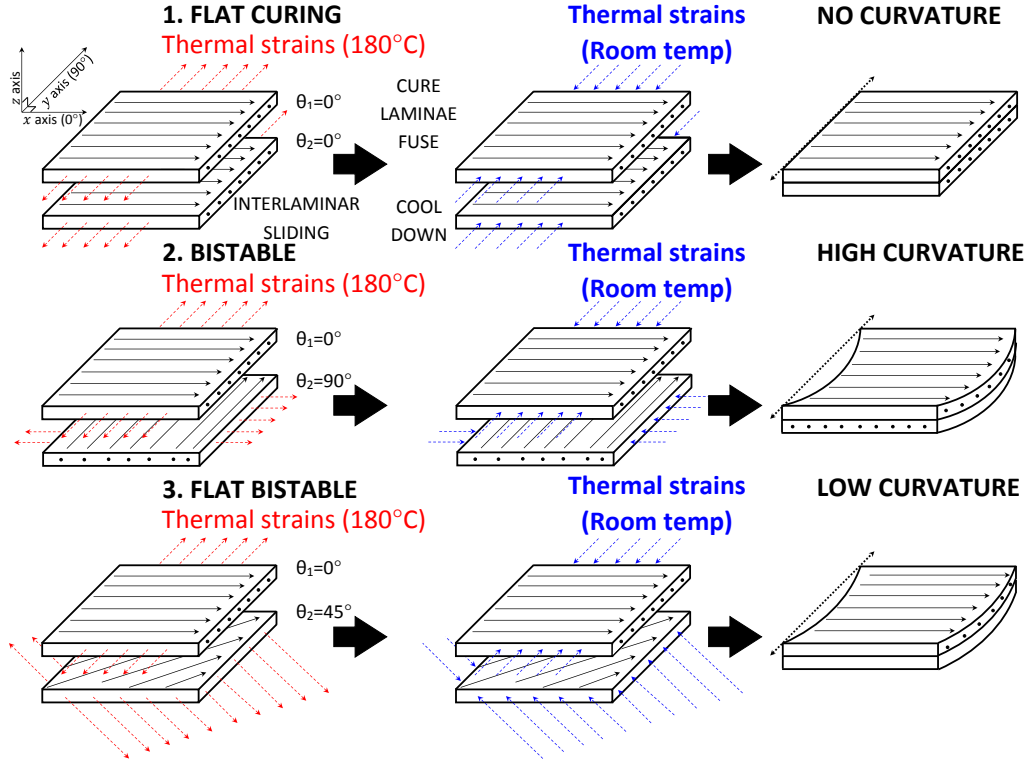 1. FLAT CURING
Thermal strains (180°C)
Thermal strains
(Room temp)
NO CURVATURE
z axis
y axis (90°)
x axis (0°)
θ₁=0°
θ₂=0°
CURE
LAMINAE
FUSE
INTERLAMINAR
SLIDING
COOL
DOWN
2. BISTABLE
Thermal strains (180°C)
Thermal strains
(Room temp)
HIGH CURVATURE
θ₁=0°
θ₂=90°
3. FLAT BISTABLE
Thermal strains (180°C)
Thermal strains
(Room temp)
LOW CURVATURE
θ₁=0°
θ₂=45°